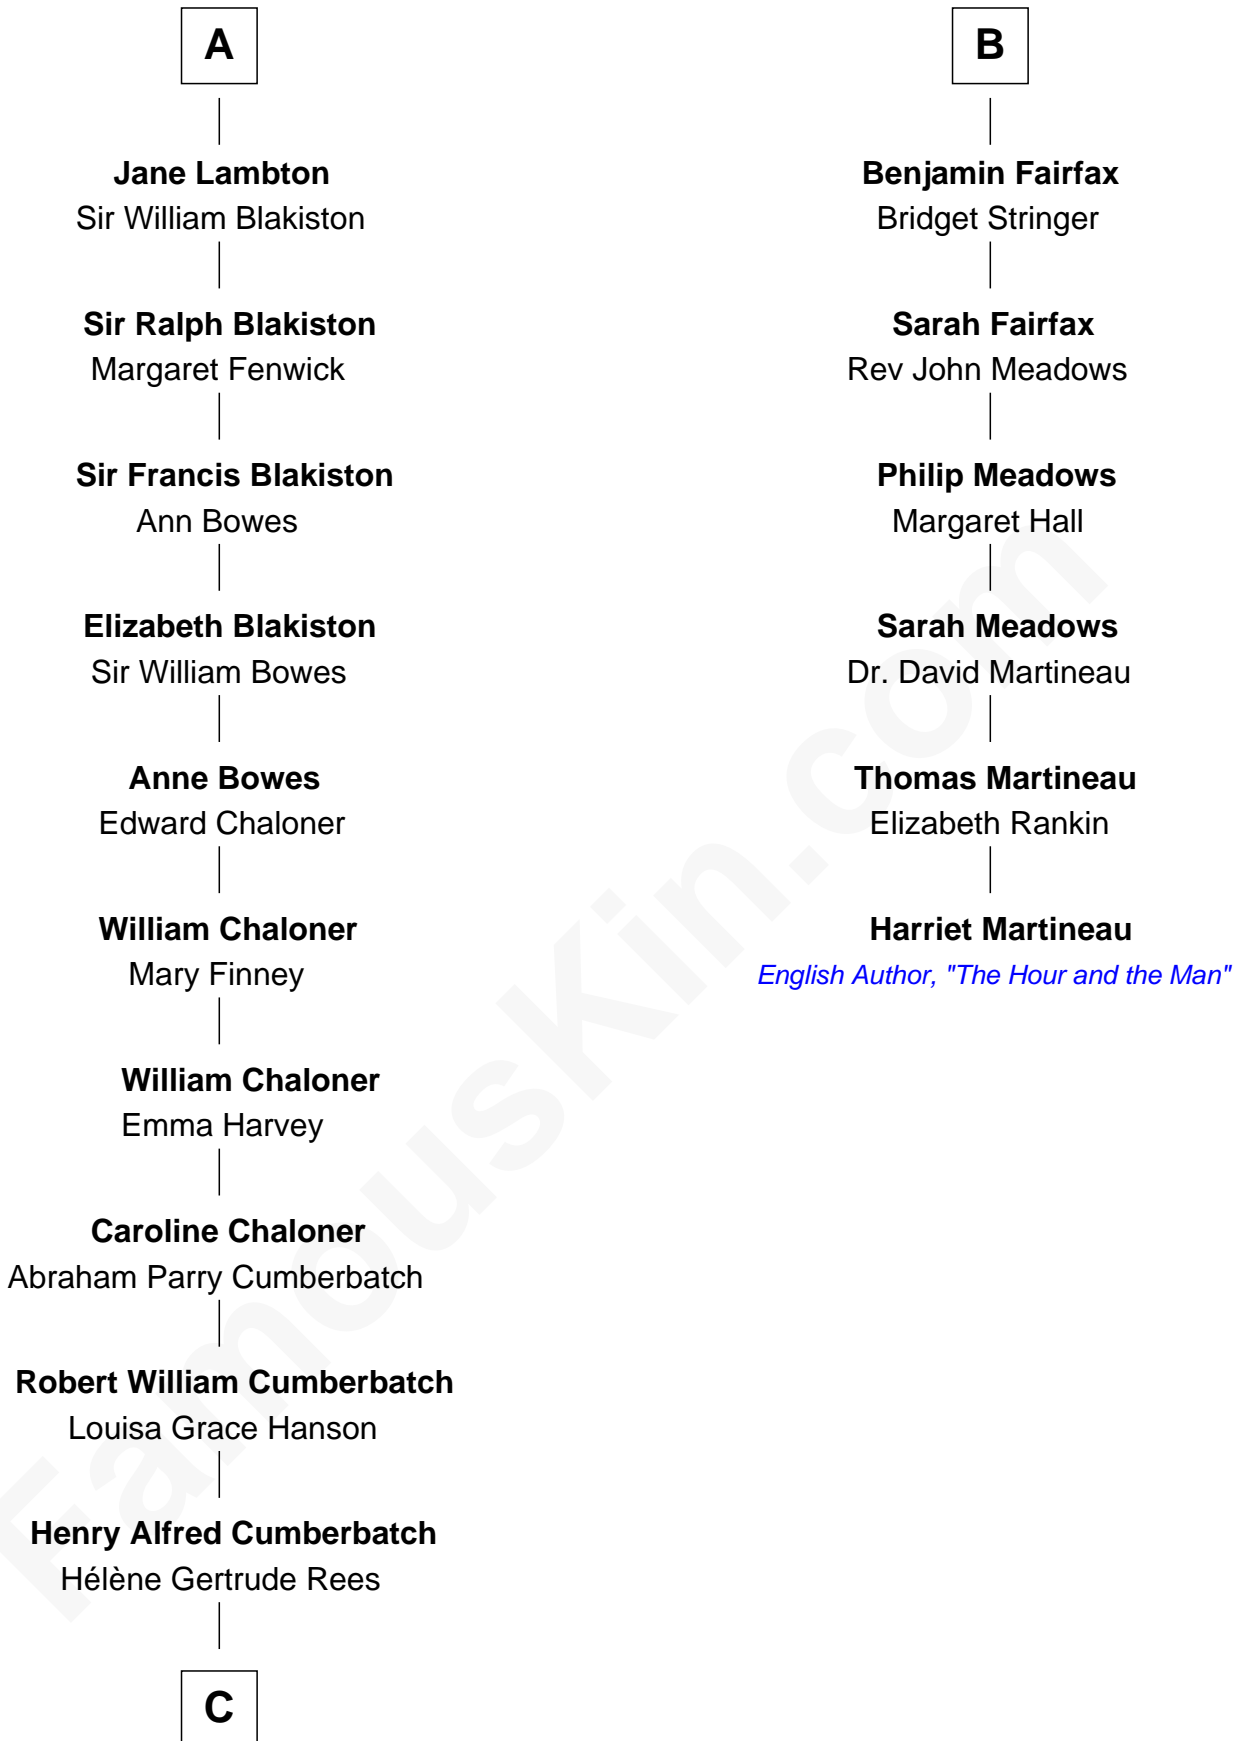 A
Jane Lambton
Sir William Blakiston
Sir Ralph Blakiston
Margaret Fenwick
Sir Francis Blakiston
Ann Bowes
Elizabeth Blakiston
Sir William Bowes
Anne Bowes
Edward Chaloner
William Chaloner
Mary Finney
William Chaloner
Emma Harvey
Caroline Chaloner
Abraham Parry Cumberbatch
Robert William Cumberbatch
Louisa Grace Hanson
Henry Alfred Cumberbatch
Hélène Gertrude Rees
C
B
Benjamin Fairfax
Bridget Stringer
Sarah Fairfax
Rev John Meadows
Philip Meadows
Margaret Hall
Sarah Meadows
Dr. David Martineau
Thomas Martineau
Elizabeth Rankin
Harriet Martineau
English Author, "The Hour and the Man"
FamousKin.com